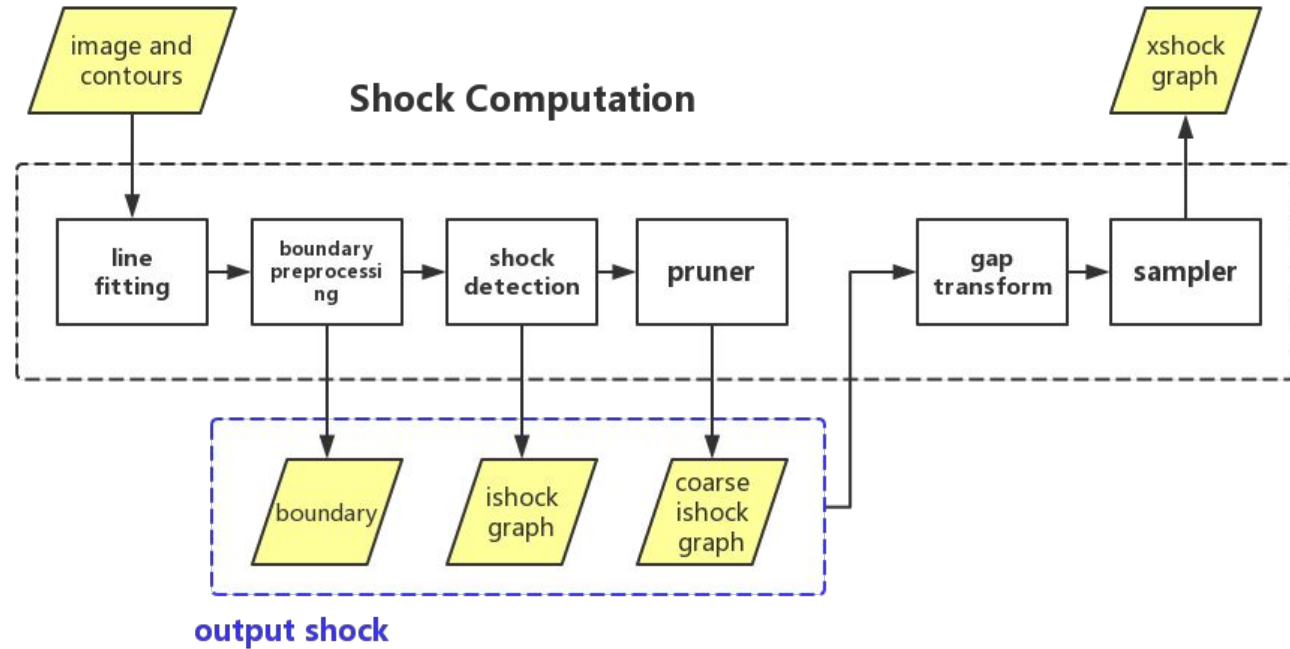 image and
contours
xshock
graph
Shock Computation
line
fitting
boundary
preprocessi
ng
shock
detection
pruner
gap
transform
sampler
boundary
ishock
graph
coarse
ishock
graph
output shock